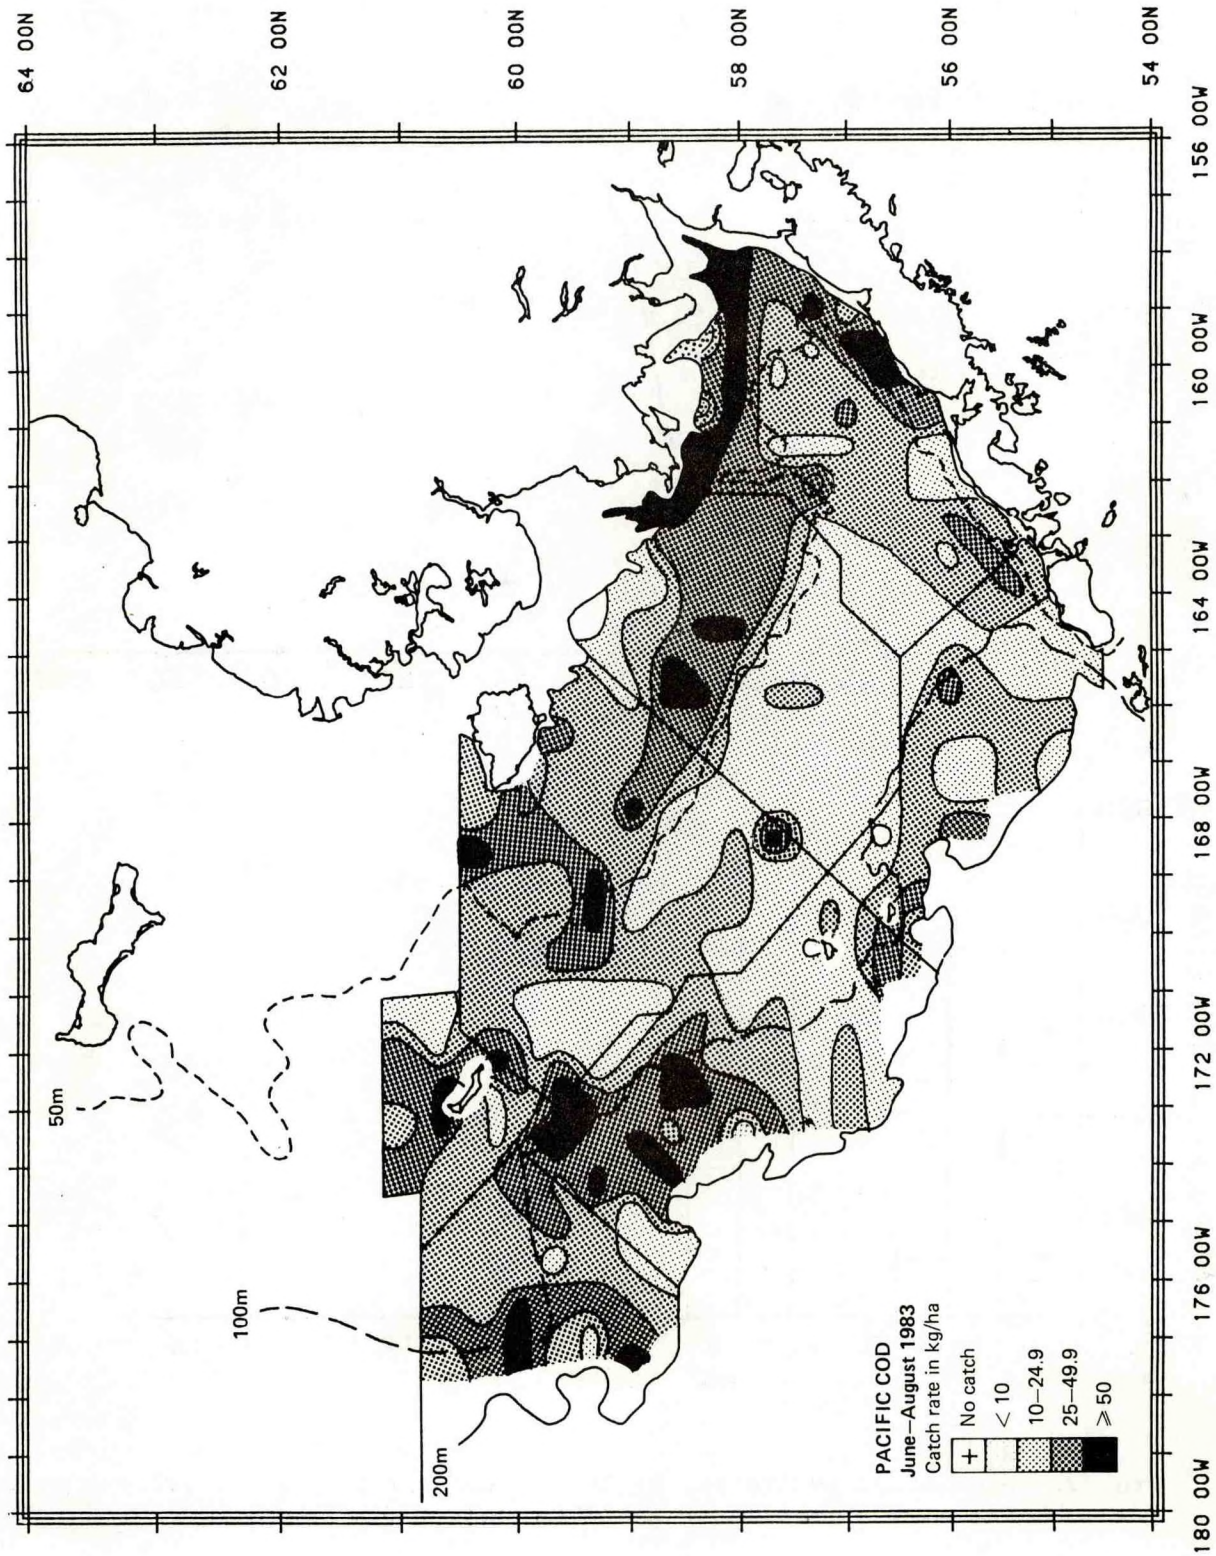 64 00N
62 00N
60 00N
58 00N
56 00N
54 00N
156 00W
160 00W
164 00W
168 00W
172 00W
176 00W
180 00W
50m
100m
200m
PACIFIC COD
June–August 1983
Catch rate in kg/ha
+ No catch
< 10
10–24.9
25–49.9
⩾ 50